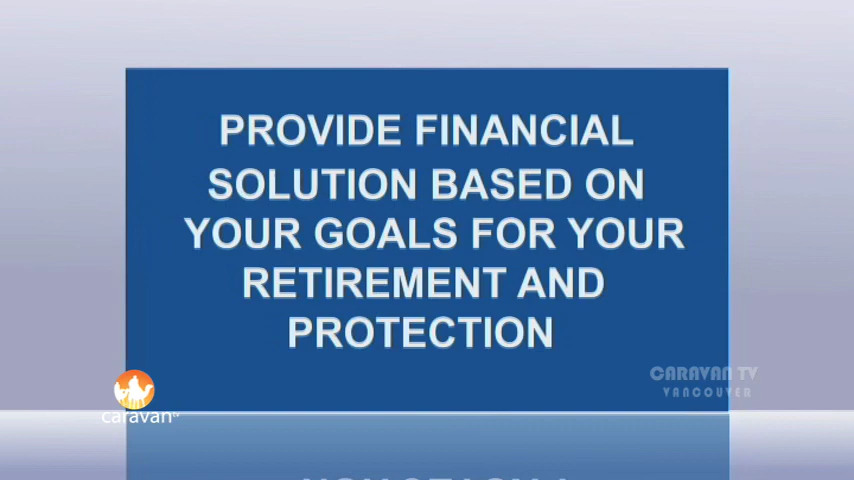 PROVIDE FINANCIAL
SOLUTION BASED ON
YOUR GOALS FOR YOUR
RETIREMENT AND
PROTECTION
CARAVAN TV
VANCOUVER
caravan